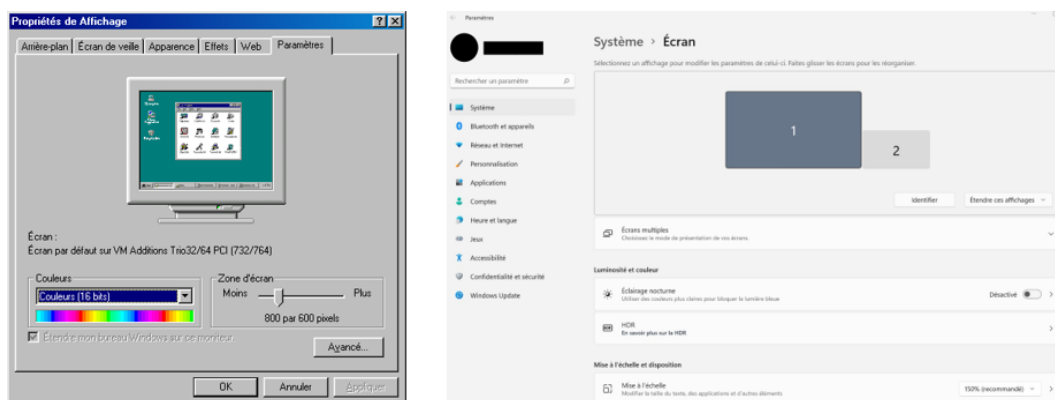 Propriétés de Affichage
Arrière-plan
Écran de veille
Apparence
Effets
Web
Paramètres
Écran :
Écran par défaut sur VM Additions Trio32/64 PCI (732/764)
Couleurs
Couleurs (16 bits)
Zone d'écran
Moins
Plus
800 par 600 pixels
Étendre mon bureau Windows sur ce moniteur.
Avancé...
OK
Annuler
Appliquer
Paramètres
Rechercher un paramètre
Système
Bluetooth et appareils
Réseau et Internet
Personnalisation
Applications
Comptes
Heure et langue
Jeux
Accessibilité
Confidentialité et sécurité
Windows Update
Système > Écran
Sélectionnez un affichage pour modifier les paramètres de celui-ci. Faites glisser les écrans pour les réorganiser.
1
2
Identifier
Étendre ces affichages
Écrans multiples
Choisissez le mode de présentation de vos écrans
Luminosité et couleur
Éclairage nocturne
Utiliser des couleurs plus claires pour bloquer la lumière bleue
Désactivé
HDR
En savoir plus sur le HDR
Mise à l'échelle et disposition
Mise à l'échelle
Modifier la taille du texte, des applications et d'autres éléments
150% (recommandé)